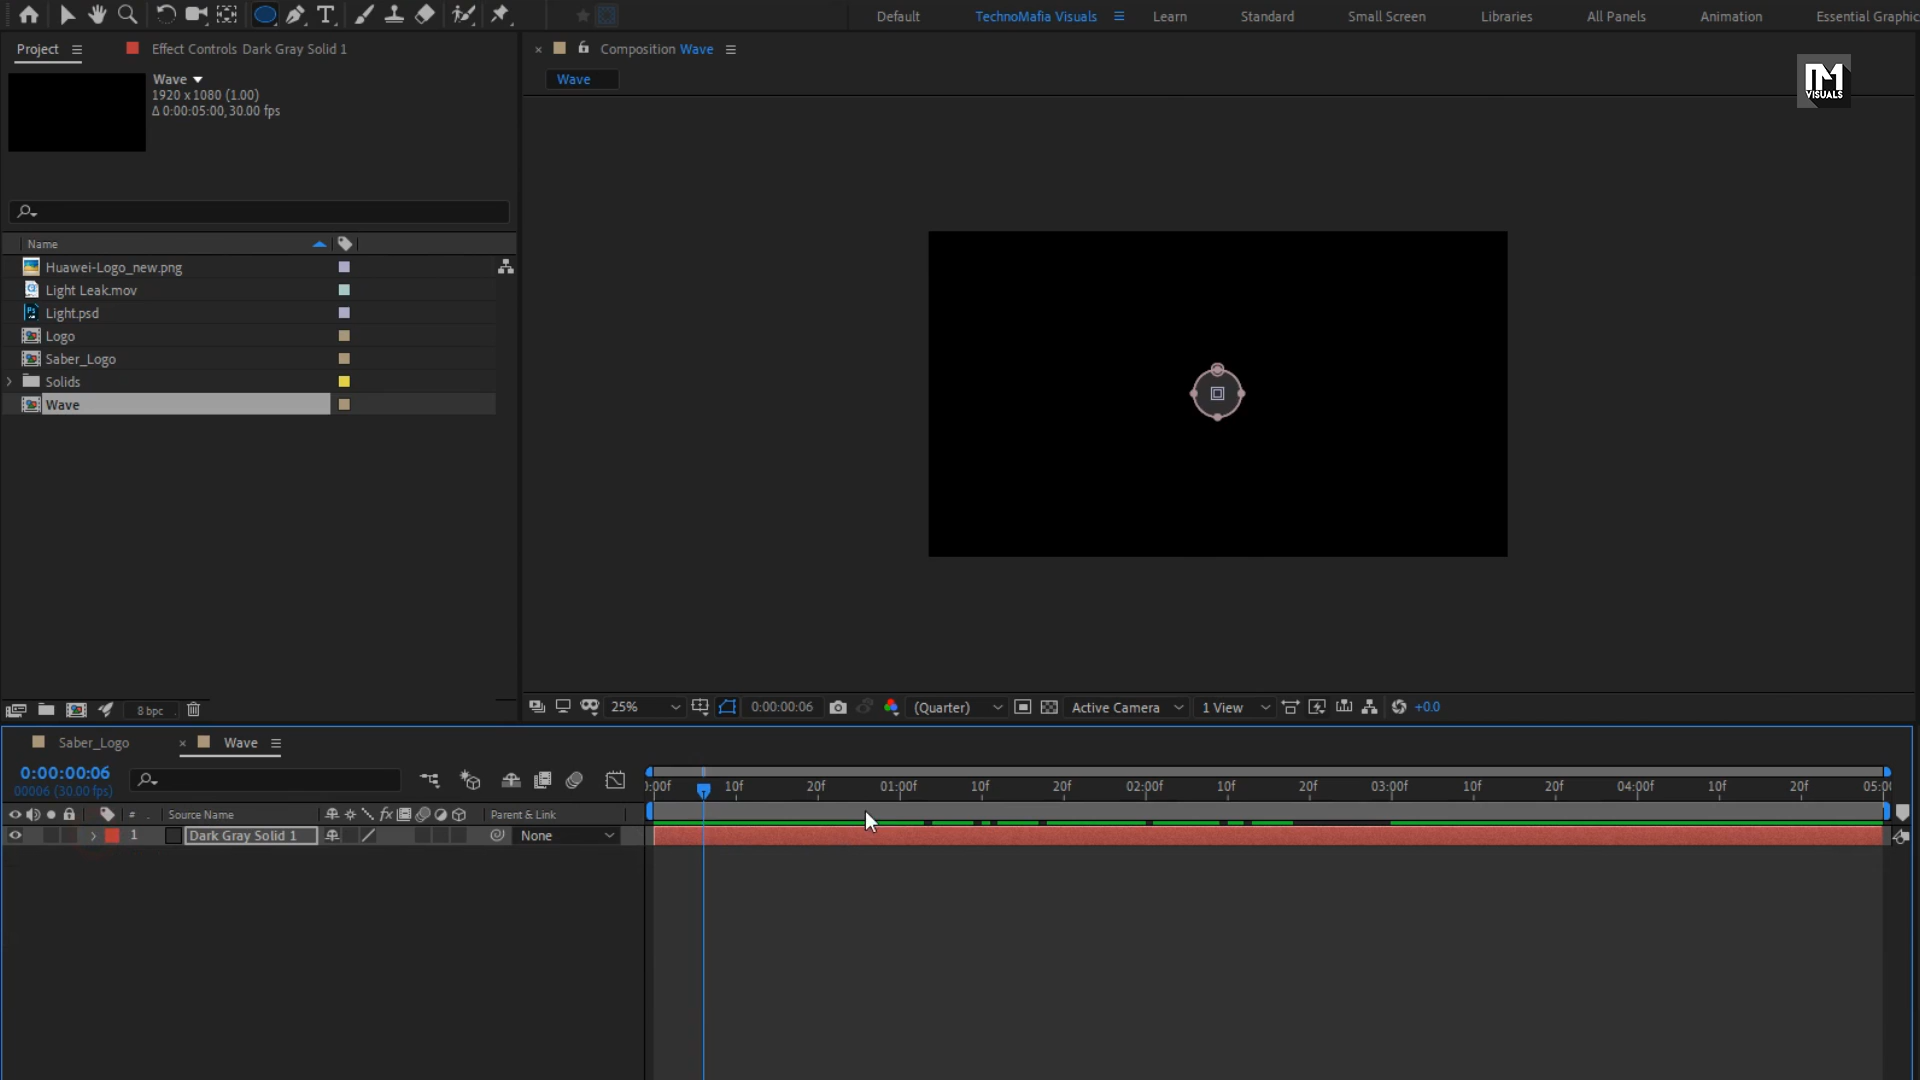 Default
TechnoMafia Visuals
Learn
Standard
Small Screen
Libraries
All Panels
Animation
Essential Graphic
Project
Effect Controls Dark Gray Solid 1
Composition Wave
Wave
Wave
1920 x 1080 (1.00)
Δ 0:00:05:00, 30.00 fps
VISUALS
Name
Huawei-Logo_new.png
Light Leak.mov
Light.psd
Logo
Saber_Logo
Solids
Wave
8 bpc
25%
0:00:00:06
(Quarter)
Active Camera
1 View
+0.0
Saber_Logo
Wave
0:00:00:06
00006 (30.00 fps)
:00f 10f 20f 01:00f 10f 20f 02:00f 10f 20f 03:00f 10f 20f 04:00f 10f 20f 05:00
# Source Name
Parent & Link
1 Dark Gray Solid 1
None